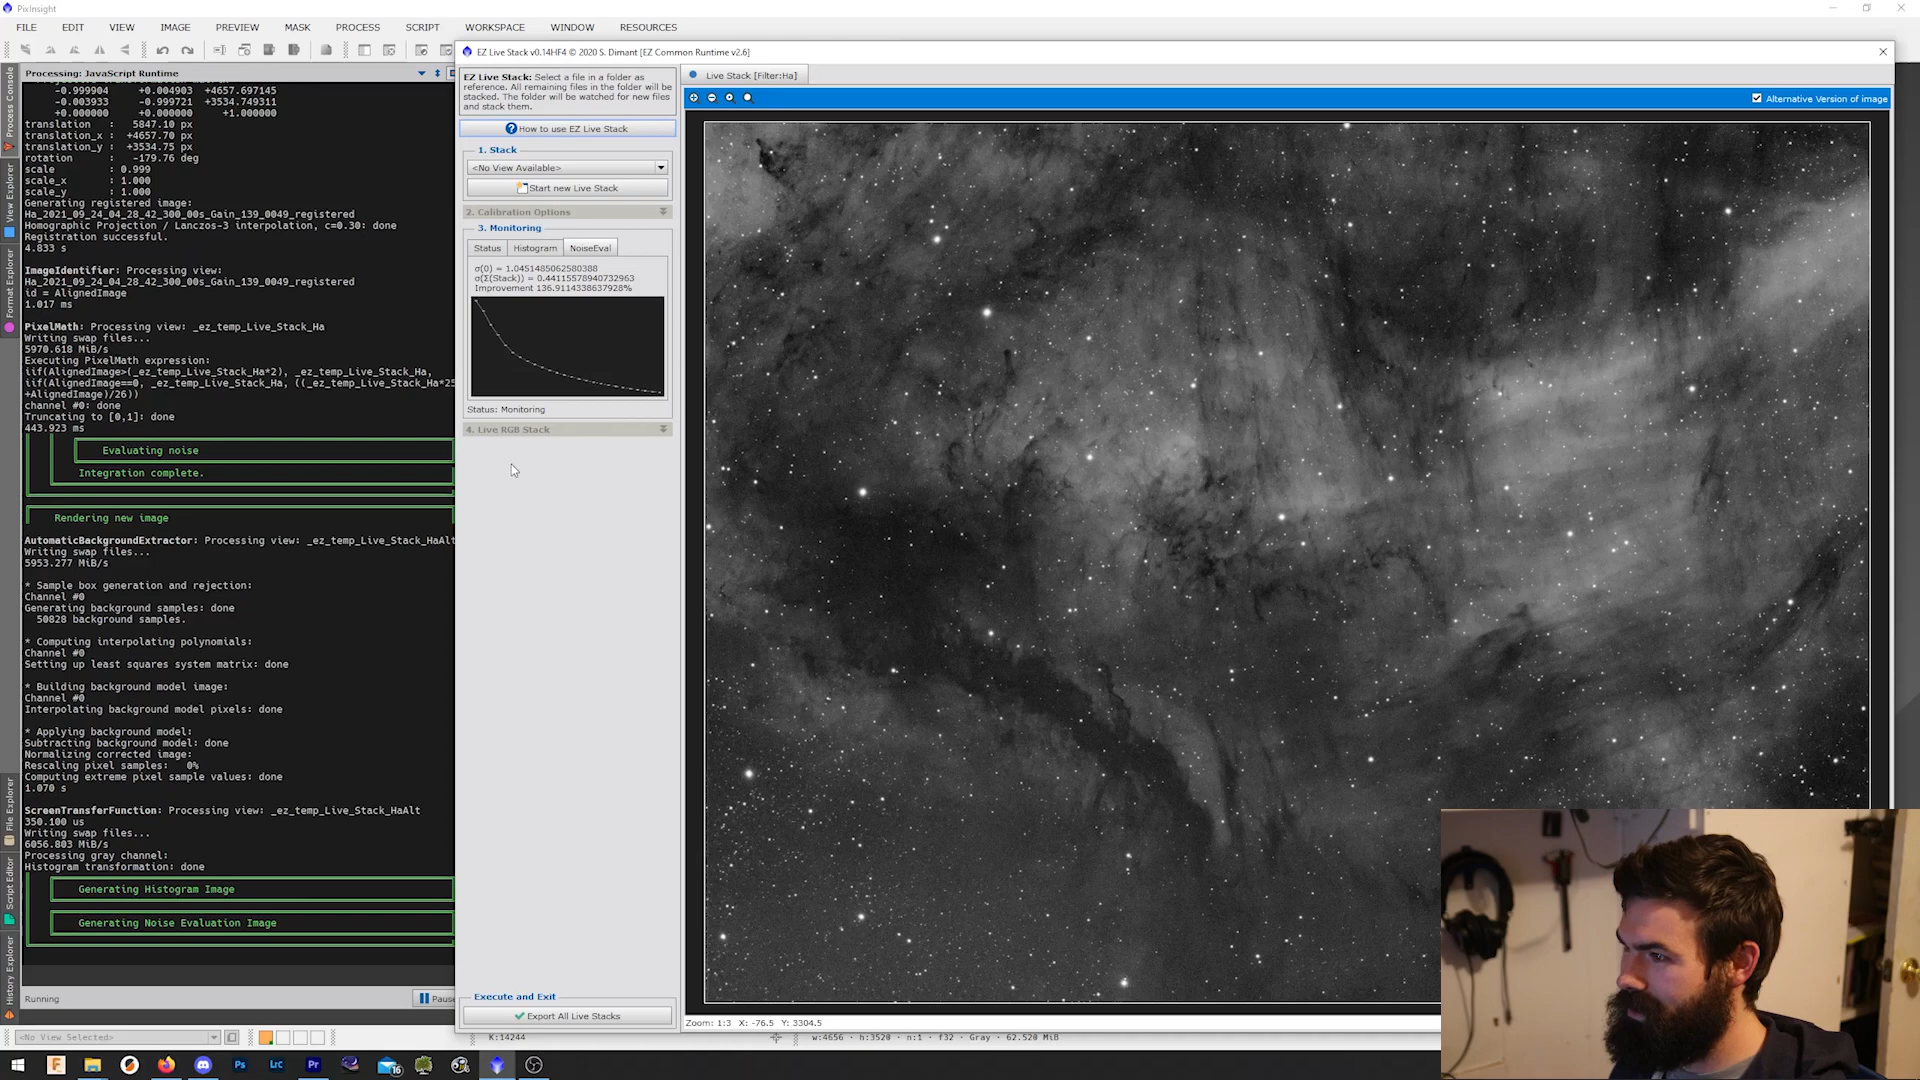 PixInsight
FILE EDIT VIEW IMAGE PREVIEW MASK PROCESS SCRIPT WORKSPACE WINDOW RESOURCES
Processing: JavaScript Runtime
-0.999904 +0.004903 +4657.697145
-0.003933 -0.999721 +3534.749311
+0.000000 +0.000000 +1.000000
translation : 5847.10 px
translation_x : +4657.70 px
translation_y : +3534.75 px
rotation : -179.76 deg
scale : 0.999
scale_x : 1.000
scale_y : 1.000
Generating registered image:
Ha_2021_09_24_04_28_42_300_00s_Gain_139_0049_registered
Homographic Projection / Lanczos-3 interpolation, c=0.30: done
Registration successful.
4.833 s
ImageIdentifier: Processing view:
Ha_2021_09_24_04_28_42_300_00s_Gain_139_0049_registered
id = AlignedImage
1.017 ms
PixelMath: Processing view: _ez_temp_Live_Stack_Ha
Writing swap files...
5970.618 MiB/s
Executing PixelMath expression:
iif(AlignedImage>(_ez_temp_Live_Stack_Ha*2), _ez_temp_Live_Stack_Ha,
iif(AlignedImage==0, _ez_temp_Live_Stack_Ha, ((_ez_temp_Live_Stack_Ha*25
+AlignedImage)/26))
channel #0: done
Truncating to [0,1]: done
443.923 ms
Evaluating noise
Integration complete.
Rendering new image
AutomaticBackgroundExtractor: Processing view: _ez_temp_Live_Stack_HaAlt
Writing swap files...
5953.277 MiB/s
* Sample box generation and rejection:
Channel #0
Generating background samples: done
50828 background samples.
* Computing interpolating polynomials:
Channel #0
Setting up least squares system matrix: done
* Building background model image:
Channel #0
Interpolating background model pixels: done
* Applying background model:
Subtracting background model: done
Normalizing corrected image:
Rescaling pixel samples: 0%
Computing extreme pixel sample values: done
1.070 s
ScreenTransferFunction: Processing view: _ez_temp_Live_Stack_HaAlt
350.100 us
Writing swap files...
6056.803 MiB/s
Processing gray channel:
Histogram transformation: done
Generating Histogram Image
Generating Noise Evaluation Image
Running
Pause
<No View Selected>
Process Console
View Explorer
Format Explorer
File Explorer
Script Editor
History Explorer
EZ Live Stack v0.14HF4 © 2020 S. Dimant [EZ Common Runtime v2.6]
EZ Live Stack: Select a file in a folder as
reference. All remaining files in the folder will be
stacked. The folder will be watched for new files
and stack them.
How to use EZ Live Stack
1. Stack
<No View Available>
Start new Live Stack
2. Calibration Options
3. Monitoring
Status Histogram NoiseEval
σ(0) = 1.0451485062580388
σ(Σ(Stack)) = 0.44115578940732963
Improvement 136.9114338637928%
Status: Monitoring
4. Live RGB Stack
Execute and Exit
Export All Live Stacks
Live Stack [Filter:Ha]
Alternative Version of image
Zoom: 1:3 X: -76.5 Y: 3304.5
K:14244
w:4656 · h:3520 · n:1 · f32 · Gray · 62.520 MiB
F Ps Lrc Pr 16